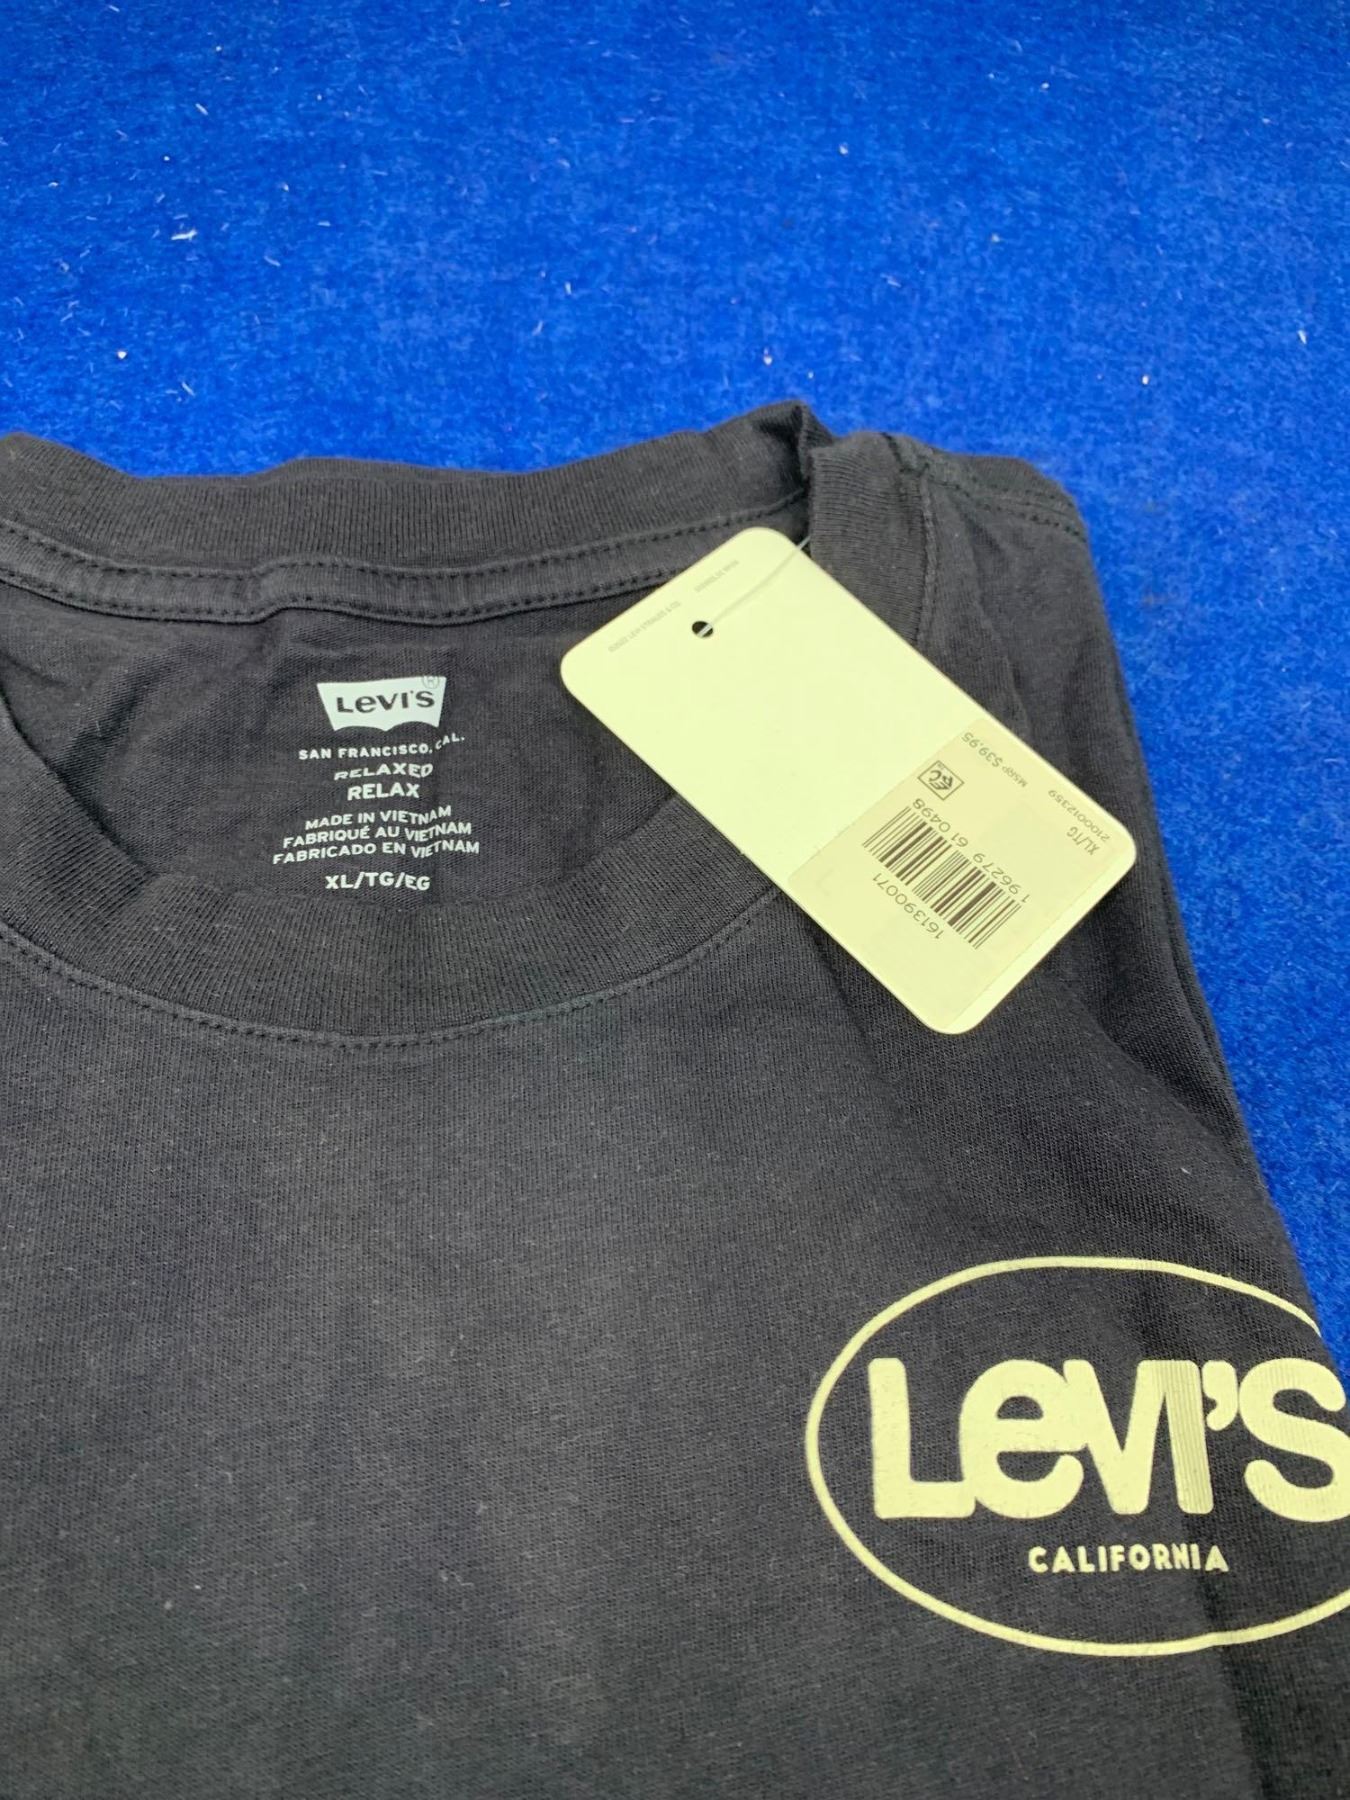 Levi's®
SAN FRANCISCO, CAL.
RELAXED
RELAX
MADE IN VIETNAM
FABRIQUÉ AU VIETNAM
FABRICADO EN VIETNAM
XL/TG/EG
XL/TG
2100012359
MSRP $39.95
1 96279 61 0498
161390071
Levi's
CALIFORNIA